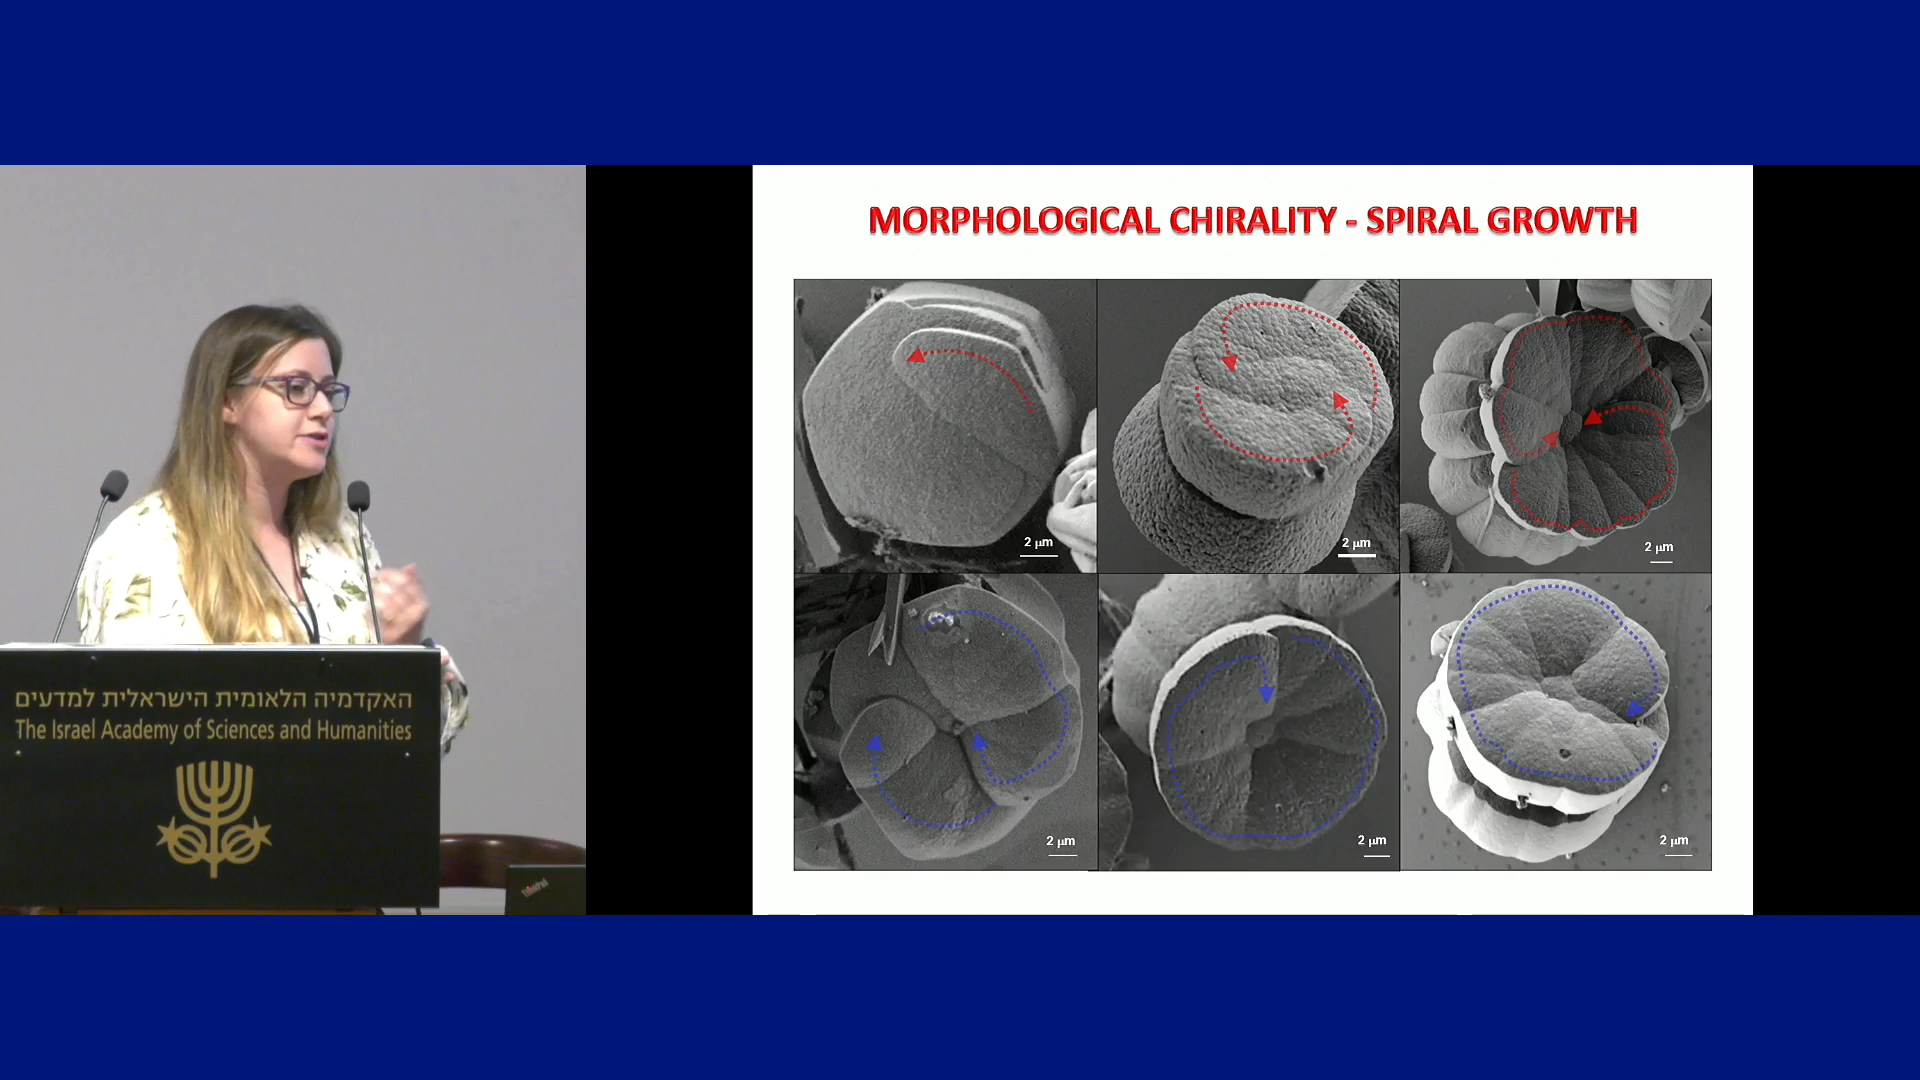 MORPHOLOGICAL CHIRALITY - SPIRAL GROWTH
2 μm
2 μm
2 μm
2 μm
2 μm
2 μm
האקדמיה הלאומית הישראלית למדעים
The Israel Academy of Sciences and Humanities
ThinkPad